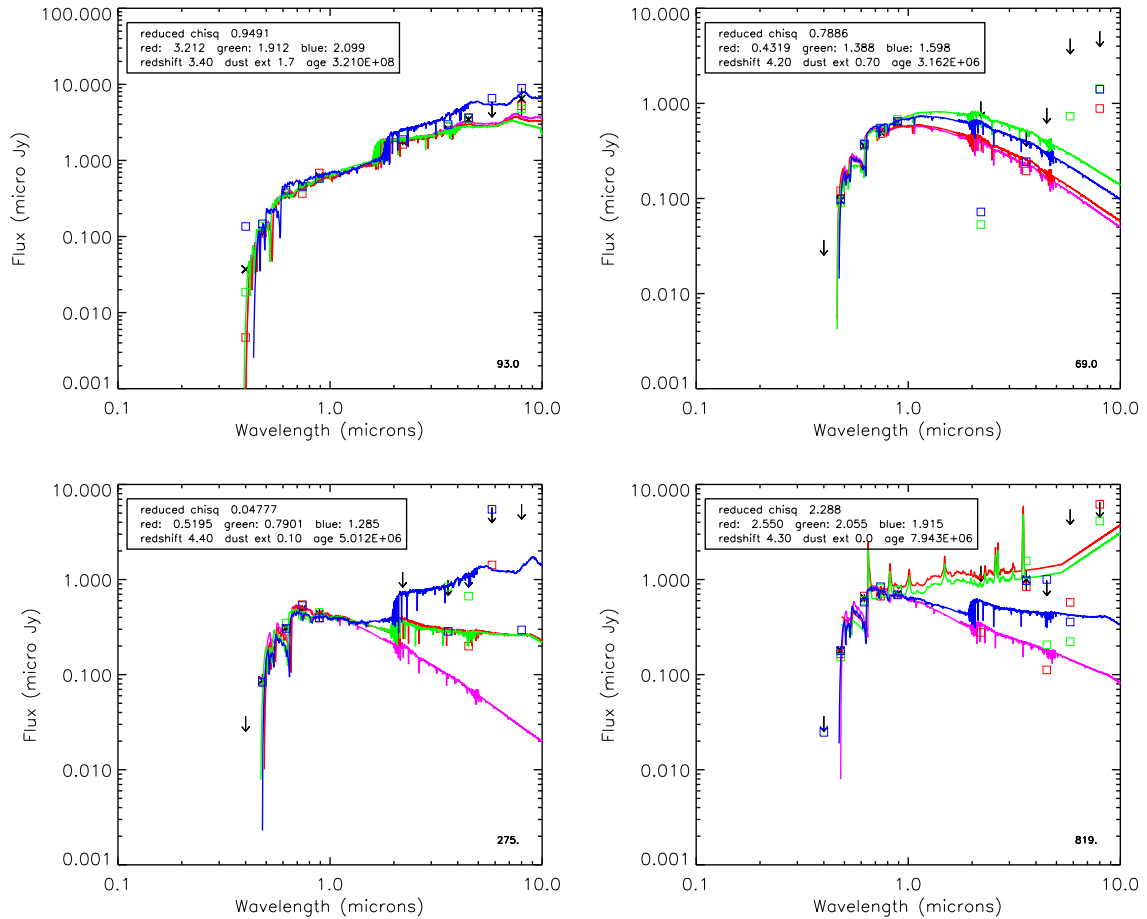 100.000
10.000
1.000
0.100
0.010
0.001
Flux (micro Jy)
reduced chisq 0.9491
red: 3.212 green: 1.912 blue: 2.099
redshift 3.40 dust ext 1.7 age 3.210E+08
93.0
0.1
1.0
10.0
Wavelength (microns)
10.000
1.000
0.100
0.010
0.001
Flux (micro Jy)
reduced chisq 0.7886
red: 0.4319 green: 1.388 blue: 1.598
redshift 4.20 dust ext 0.70 age 3.162E+06
69.0
0.1
1.0
10.0
Wavelength (microns)
10.000
1.000
0.100
0.010
0.001
Flux (micro Jy)
reduced chisq 0.04777
red: 0.5195 green: 0.7901 blue: 1.285
redshift 4.40 dust ext 0.10 age 5.012E+06
275.
0.1
1.0
10.0
Wavelength (microns)
10.000
1.000
0.100
0.010
0.001
Flux (micro Jy)
reduced chisq 2.288
red: 2.550 green: 2.055 blue: 1.915
redshift 4.30 dust ext 0.0 age 7.943E+06
819.
0.1
1.0
10.0
Wavelength (microns)